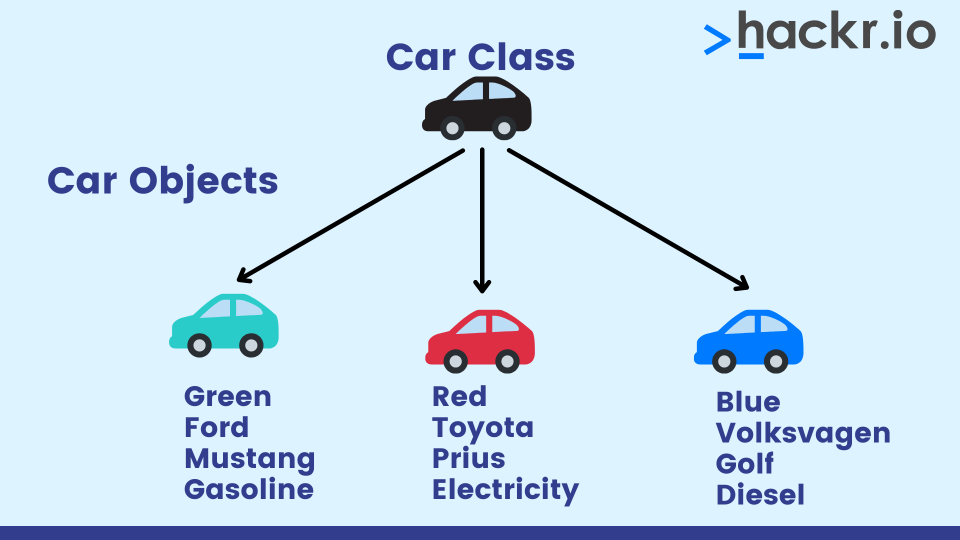 hackr.io
Car Class
Car Objects
Green
Ford
Mustang
Gasoline
Red
Toyota
Prius
Electricity
Blue
Volksvagen
Golf
Diesel